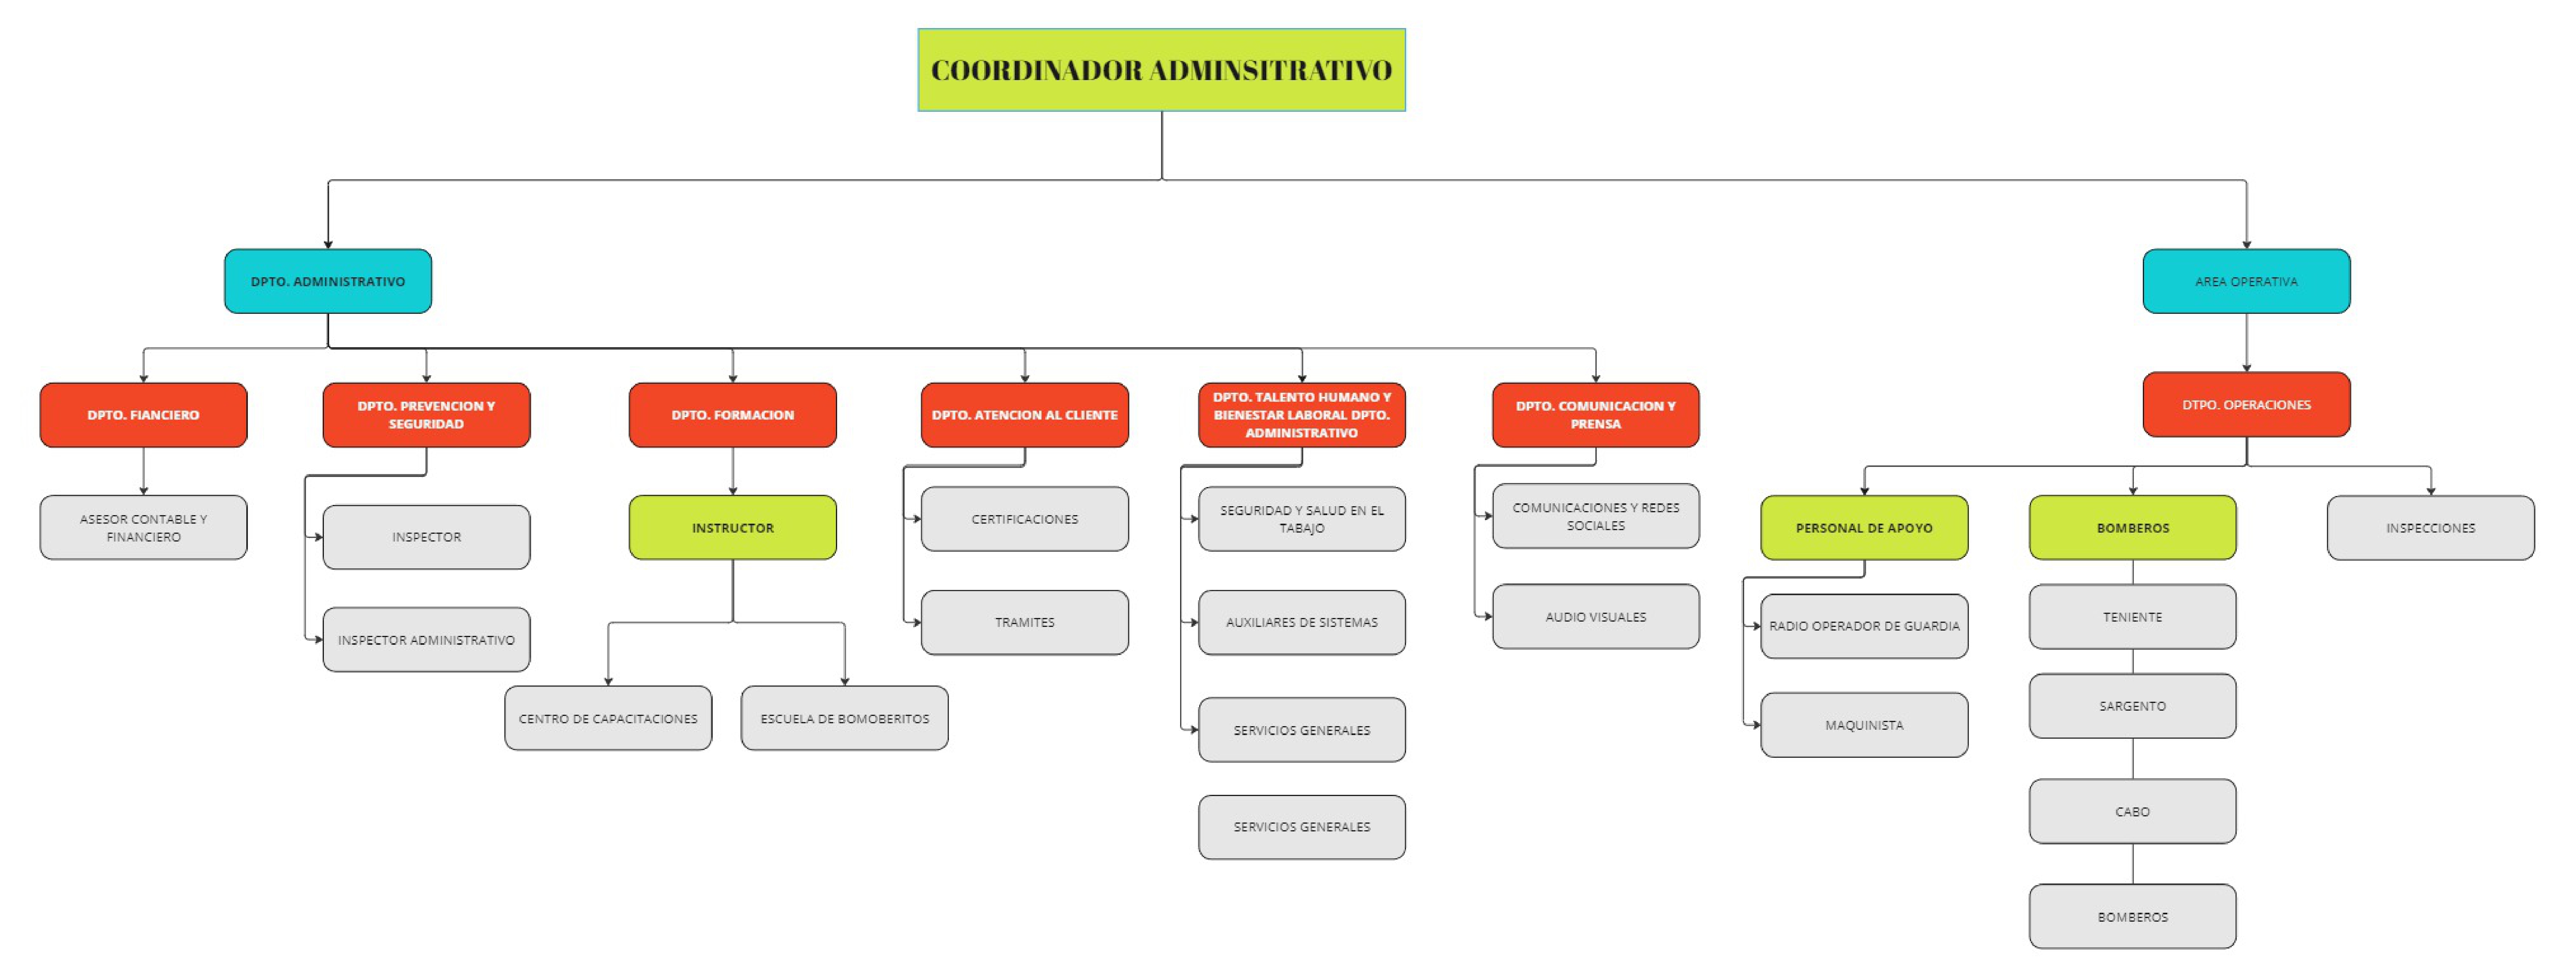 COORDINADOR ADMINSITRATIVO
DPTO. ADMINISTRATIVO
AREA OPERATIVA
DPTO. FIANCIERO
DPTO. PREVENCION Y
SEGURIDAD
DPTO. FORMACION
DPTO. ATENCION AL CLIENTE
DPTO. TALENTO HUMANO Y
BIENESTAR LABORAL DPTO.
ADMINISTRATIVO
DPTO. COMUNICACION Y
PRENSA
DTPO. OPERACIONES
ASESOR CONTABLE Y
FINANCIERO
INSPECTOR
INSPECTOR ADMINISTRATIVO
INSTRUCTOR
CENTRO DE CAPACITACIONES
ESCUELA DE BOMOBERITOS
CERTIFICACIONES
TRAMITES
SEGURIDAD Y SALUD EN EL
TABAJO
AUXILIARES DE SISTEMAS
SERVICIOS GENERALES
SERVICIOS GENERALES
COMUNICACIONES Y REDES
SOCIALES
AUDIO VISUALES
PERSONAL DE APOYO
RADIO OPERADOR DE GUARDIA
MAQUINISTA
BOMBEROS
TENIENTE
SARGENTO
CABO
BOMBEROS
INSPECCIONES